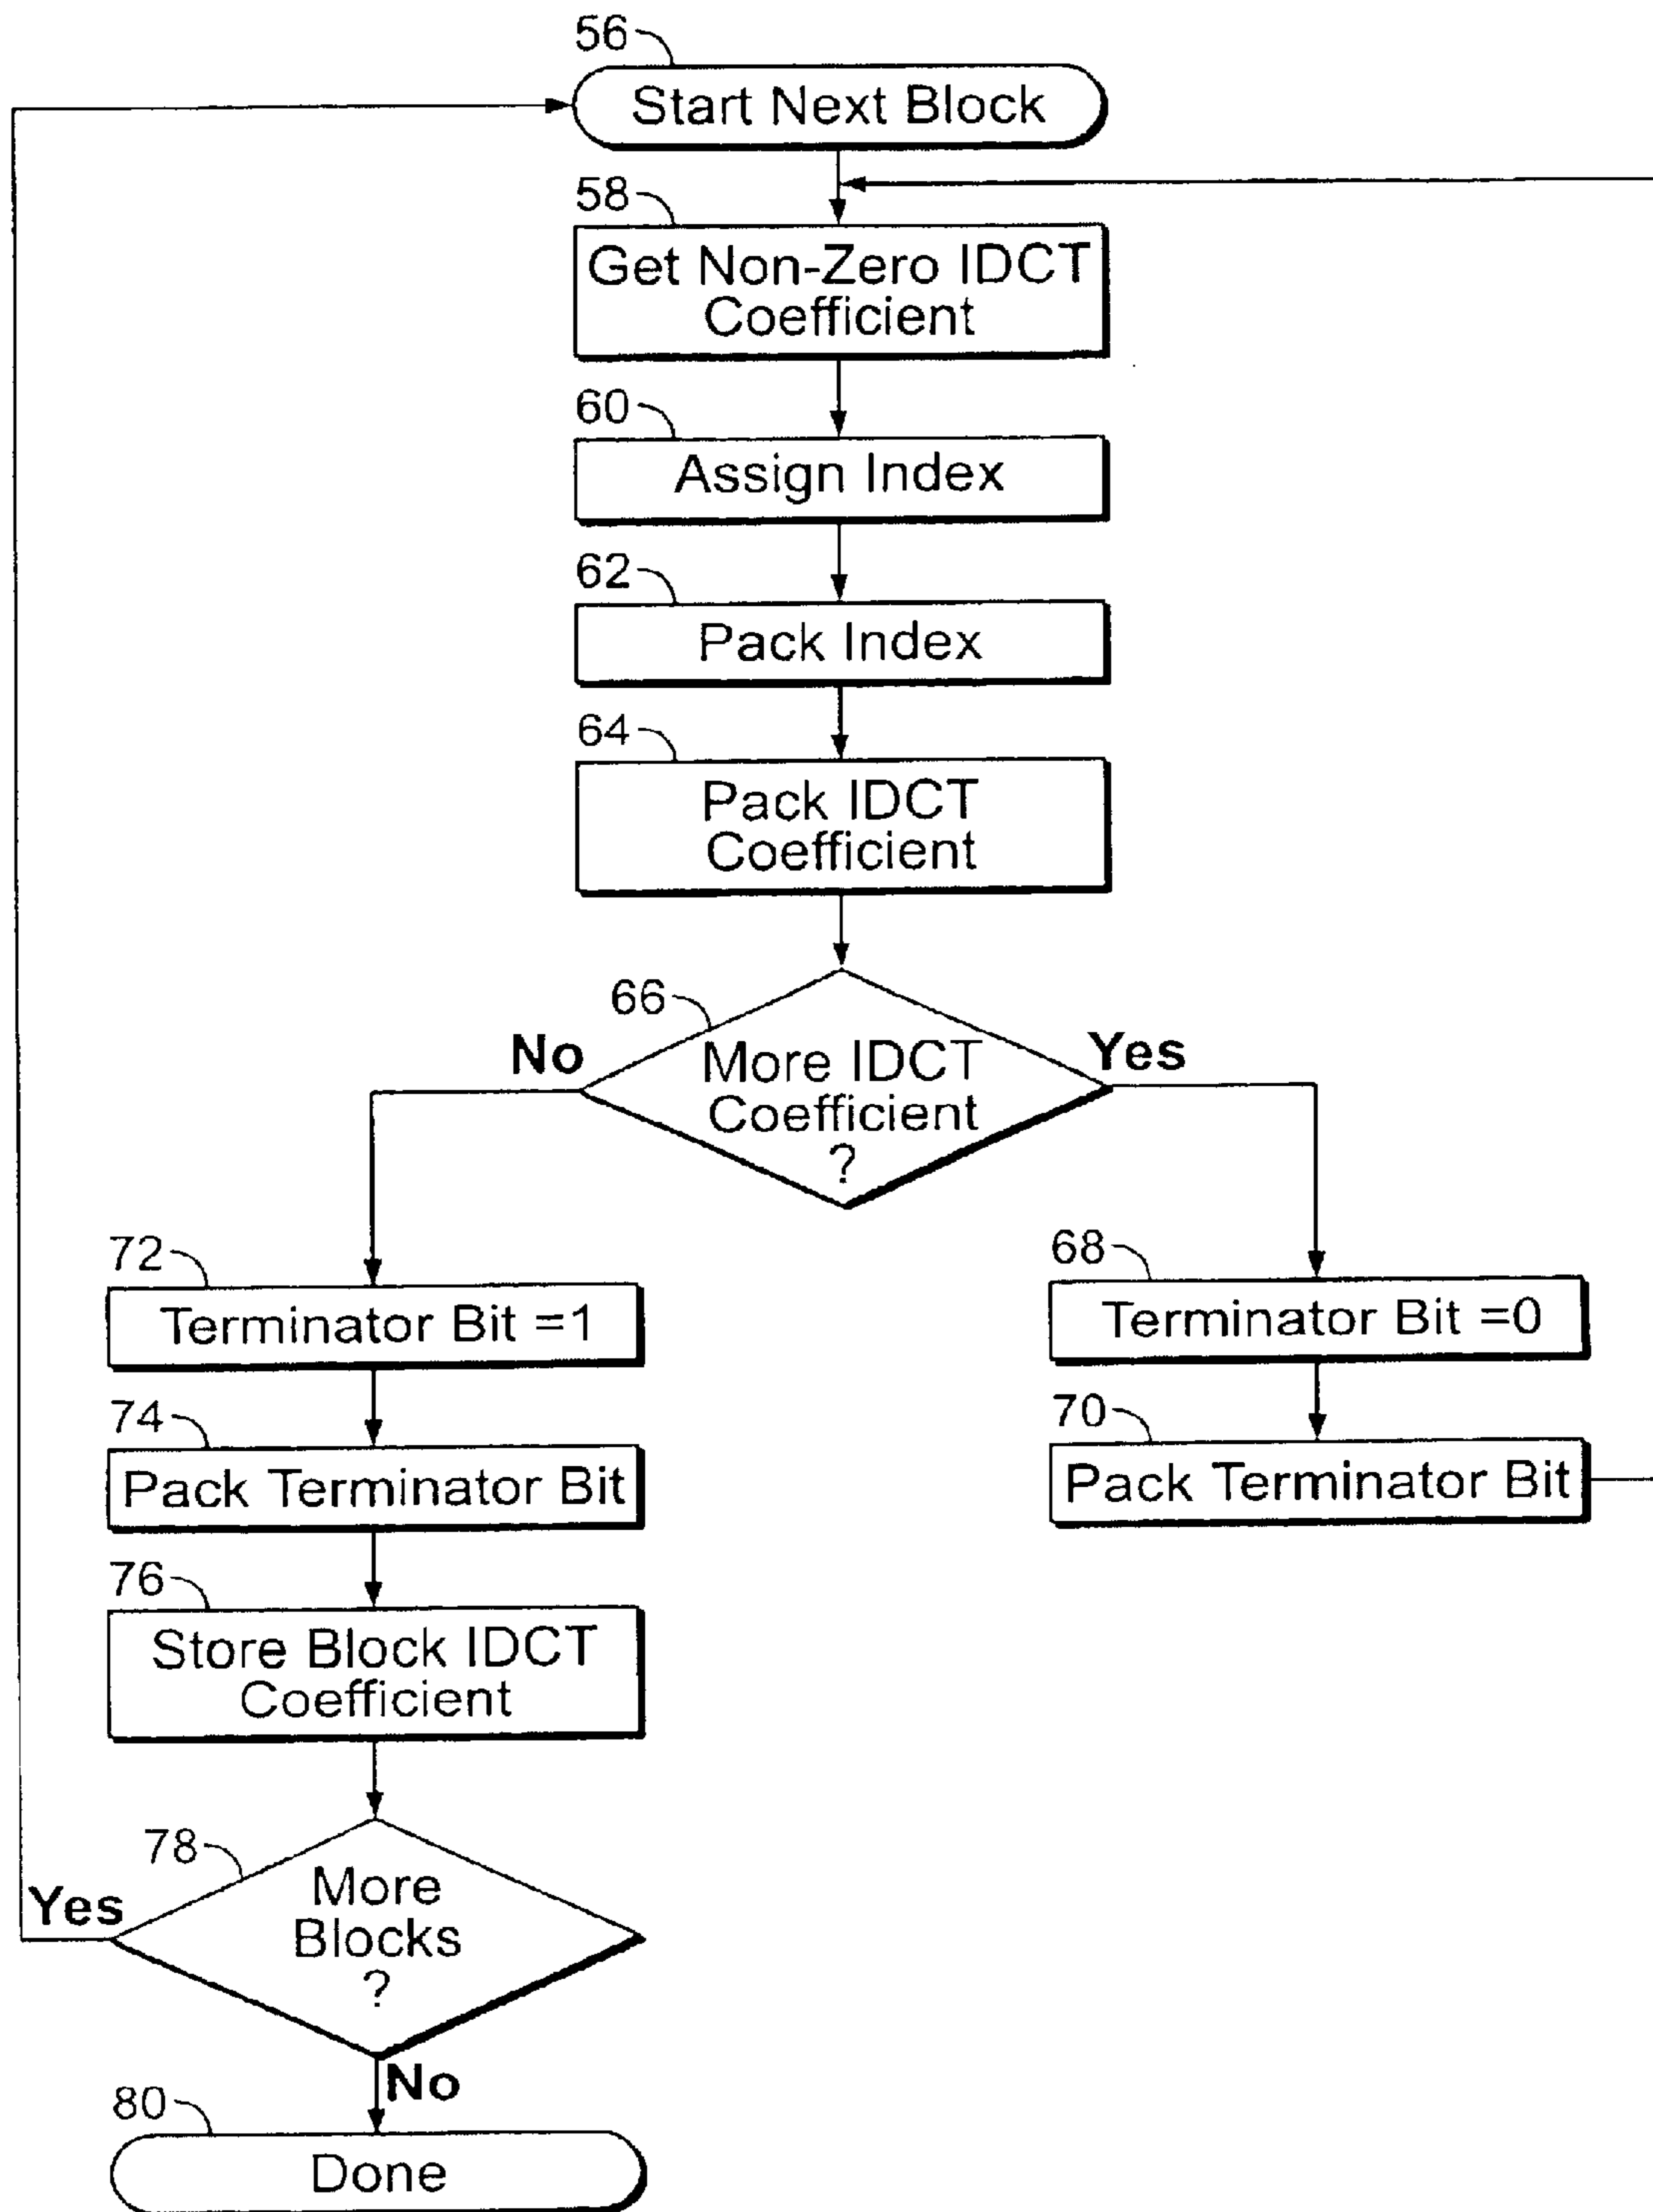 56
Start Next Block
58
Get Non-Zero IDCT
Coefficient
60
Assign Index
62
Pack Index
64
Pack IDCT
Coefficient
66
No
More IDCT
Coefficient
?
Yes
72
Terminator Bit =1
68
Terminator Bit =0
74
Pack Terminator Bit
70
Pack Terminator Bit
76
Store Block IDCT
Coefficient
78
Yes
More
Blocks
?
No
80
Done